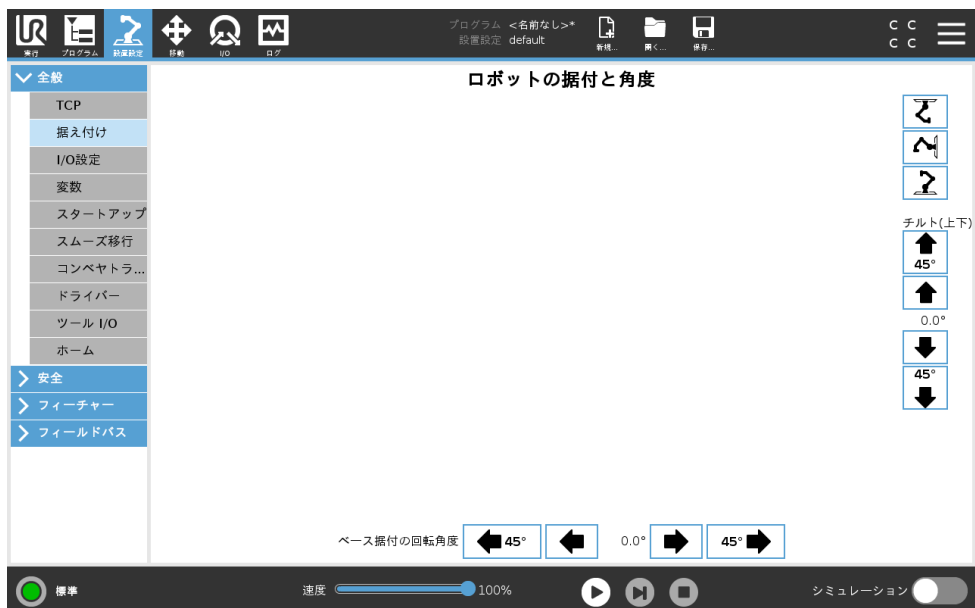 プログラム <名前なし>*
設置設定 default
実行 プログラム 設置設定 移動 I/O ログ 新規... 開く... 保存...
C C
C C
全般
TCP
据え付け
I/O設定
変数
スタートアップ
スムーズ移行
コンベヤトラ...
ドライバー
ツール I/O
ホーム
安全
フィーチャー
フィールドバス
ロボットの据付と角度
チルト(上下)
45°
0.0°
45°
ベース据付の回転角度 45° 0.0° 45°
標準 速度 100% シミュレーション